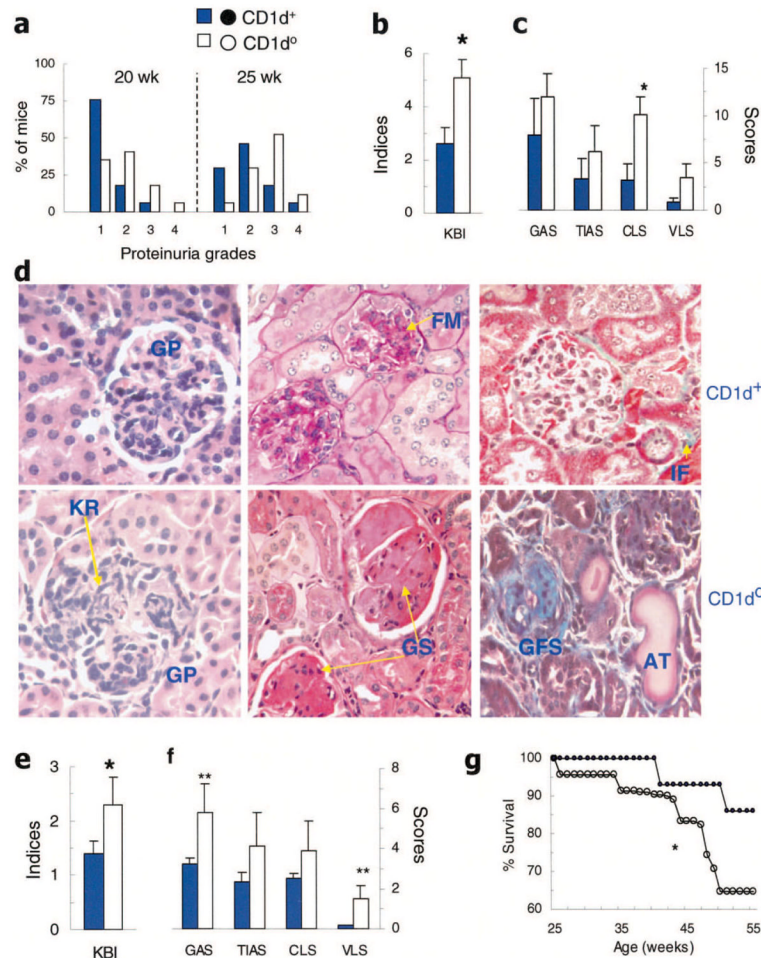 a
CD1d+
CD1do
20 wk
25 wk
% of mice
100
75
50
25
0
1 2 3 4 1 2 3 4
Proteinuria grades
b
*
Indices
6
4
2
0
KBI
c
*
15
10
5
0
Scores
GAS TIAS CLS VLS
d
GP
FM
IF
CD1d+
KR
GP
GS
GFS
AT
CD1do
e
*
Indices
3
2
1
0
KBI
f
**
**
8
6
4
2
0
Scores
GAS TIAS CLS VLS
g
% Survival
100
90
80
70
65
60
*
25 35 45 55
Age (weeks)